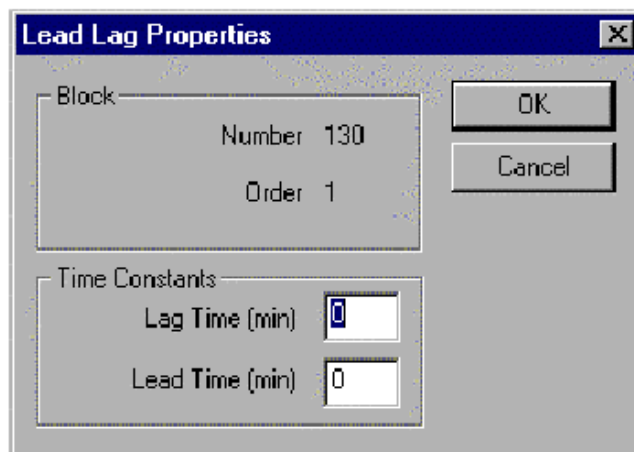 Lead Lag Properties
Block
Number 130
Order 1
OK
Cancel
Time Constants
Lag Time (min) 0
Lead Time (min) 0